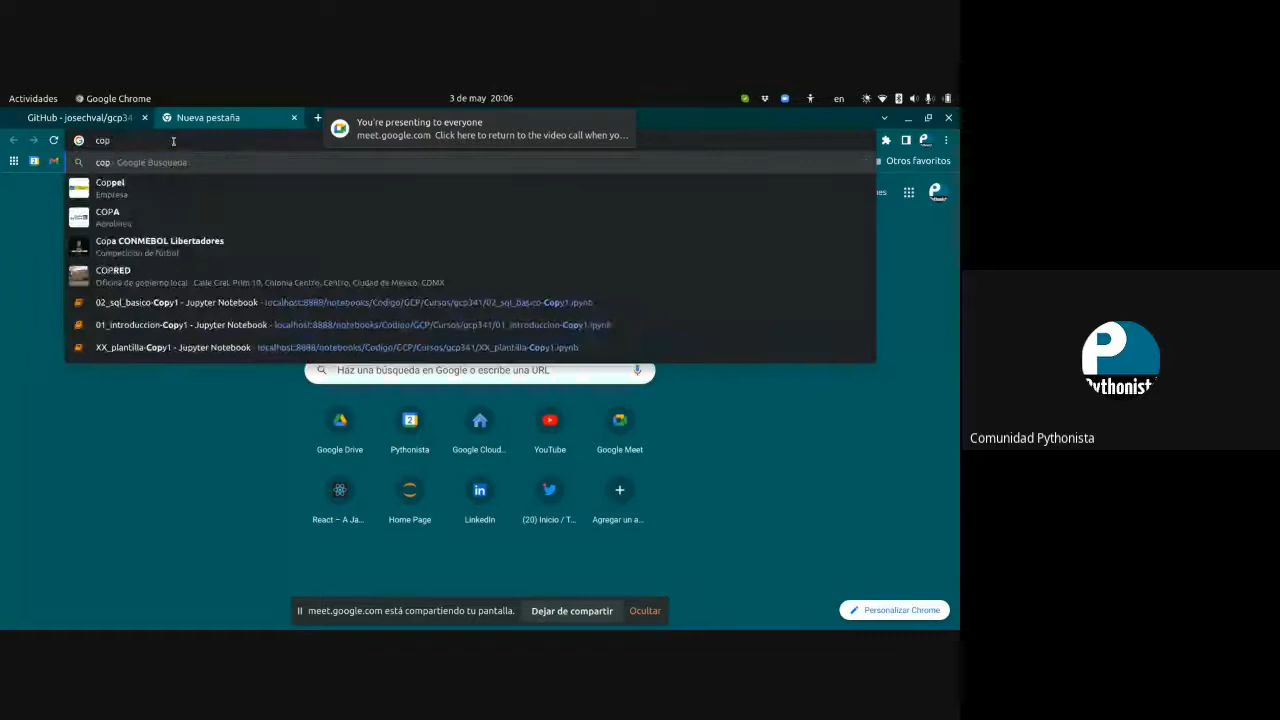 Actividades
Google Chrome
3 de may 20:06
en
GitHub - josechval/gcp34
Nueva pestaña
You're presenting to everyone
meet.google.com Click here to return to the video call when yo...
cop
Otros favoritos
cop - Google Búsqueda
Coppel
Empresa
COPA
Aerolínea
Copa CONMEBOL Libertadores
Competición de fútbol
COPRED
Oficina de gobierno local · Calle Gral. Prim 10, Colonia Centro, Centro, Ciudad de México, CDMX
02_sql_basico-Copy1 - Jupyter Notebook - localhost:8888/notebooks/Codigo/GCP/Cursos/gcp341/02_sql_basico-Copy1.ipynb
01_introduccion-Copy1 - Jupyter Notebook - localhost:8888/notebooks/Codigo/GCP/Cursos/gcp341/01_introduccion-Copy1.ipynb
XX_plantilla-Copy1 - Jupyter Notebook - localhost:8888/notebooks/Codigo/GCP/Cursos/gcp341/XX_plantilla-Copy1.ipynb
Haz una búsqueda en Google o escribe una URL
Google Drive
Pythonista
Google Cloud...
YouTube
Google Meet
React – A Ja...
Home Page
LinkedIn
(20) Inicio / T...
Agregar un a...
meet.google.com está compartiendo tu pantalla.
Dejar de compartir
Ocultar
Personalizar Chrome
Pythonist
Comunidad Pythonista